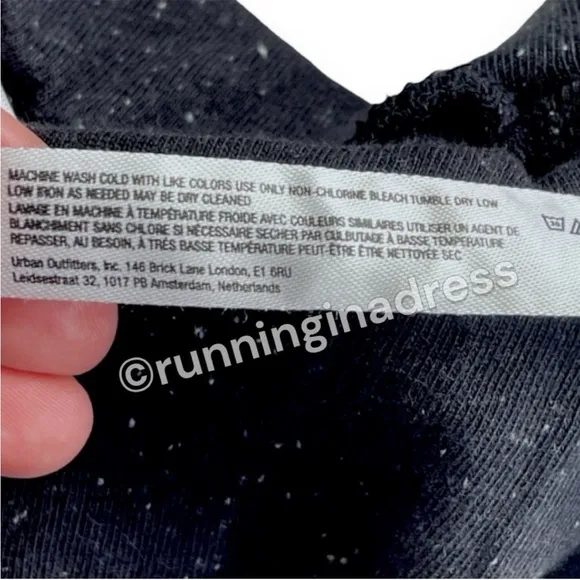 MACHINE WASH COLD WITH LIKE COLORS USE ONLY NON-CHLORINE BLEACH TUMBLE DRY LOW
LOW IRON AS NEEDED MAY BE DRY CLEANED
LAVAGE EN MACHINE À TEMPÉRATURE FROIDE AVEC COULEURS SIMILAIRES UTILISER UN AGENT DE
BLANCHIMENT SANS CHLORE SI NÉCESSAIRE SECHER PAR CULBUTAGE À BASSE TEMPÉRATURE
REPASSER, AU BESOIN, À TRÉS BASSE TEMPÉRATURE PEUT-ÊTRE ÊTRE NETTOYÉE SEC
Urban Outfitters, Inc. 146 Brick Lane London, E1 6RU
Leidsestraat 32, 1017 PB Amsterdam, Netherlands
©runninginadress